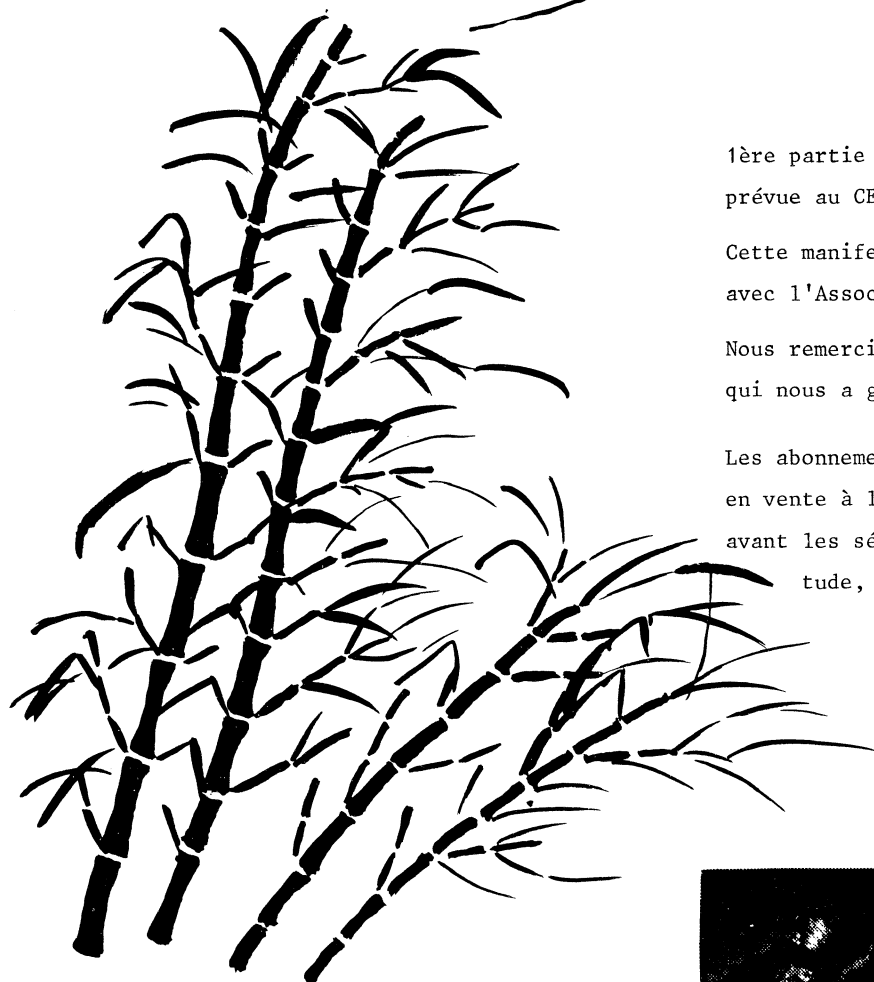 1ère partie
prévue au CE
Cette manife
avec l'Assoc
Nous remerci
qui nous a g
Les abonneme
en vente à l
avant les sé
tude,